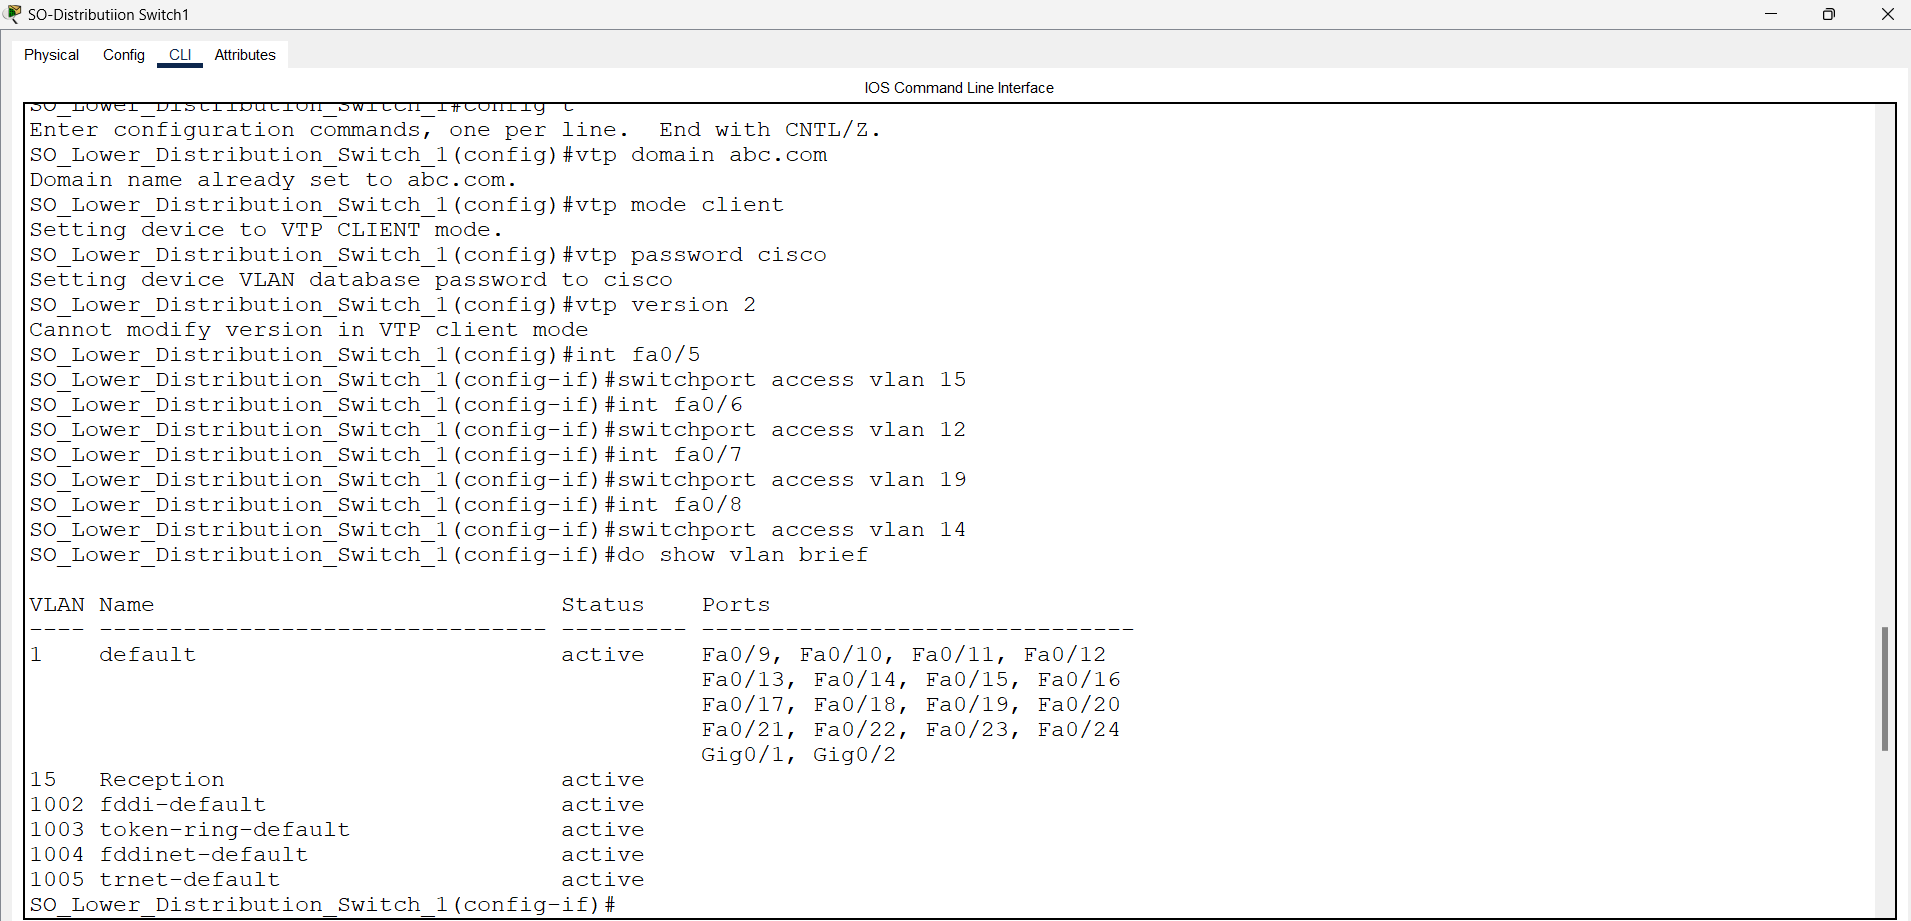 SO-Distributiion Switch1
Physical Config CLI Attributes
IOS Command Line Interface
SO_Lower_Distribution_Switch_1#config t
Enter configuration commands, one per line.  End with CNTL/Z.
SO_Lower_Distribution_Switch_1(config)#vtp domain abc.com
Domain name already set to abc.com.
SO_Lower_Distribution_Switch_1(config)#vtp mode client
Setting device to VTP CLIENT mode.
SO_Lower_Distribution_Switch_1(config)#vtp password cisco
Setting device VLAN database password to cisco
SO_Lower_Distribution_Switch_1(config)#vtp version 2
Cannot modify version in VTP client mode
SO_Lower_Distribution_Switch_1(config)#int fa0/5
SO_Lower_Distribution_Switch_1(config-if)#switchport access vlan 15
SO_Lower_Distribution_Switch_1(config-if)#int fa0/6
SO_Lower_Distribution_Switch_1(config-if)#switchport access vlan 12
SO_Lower_Distribution_Switch_1(config-if)#int fa0/7
SO_Lower_Distribution_Switch_1(config-if)#switchport access vlan 19
SO_Lower_Distribution_Switch_1(config-if)#int fa0/8
SO_Lower_Distribution_Switch_1(config-if)#switchport access vlan 14
SO_Lower_Distribution_Switch_1(config-if)#do show vlan brief
VLAN Name                             Status    Ports
---- -------------------------------- --------- -------------------------------
1    default                          active    Fa0/9, Fa0/10, Fa0/11, Fa0/12
                                                Fa0/13, Fa0/14, Fa0/15, Fa0/16
                                                Fa0/17, Fa0/18, Fa0/19, Fa0/20
                                                Fa0/21, Fa0/22, Fa0/23, Fa0/24
                                                Gig0/1, Gig0/2
15   Reception                        active
1002 fddi-default                     active
1003 token-ring-default               active
1004 fddinet-default                  active
1005 trnet-default                    active
SO_Lower_Distribution_Switch_1(config-if)#